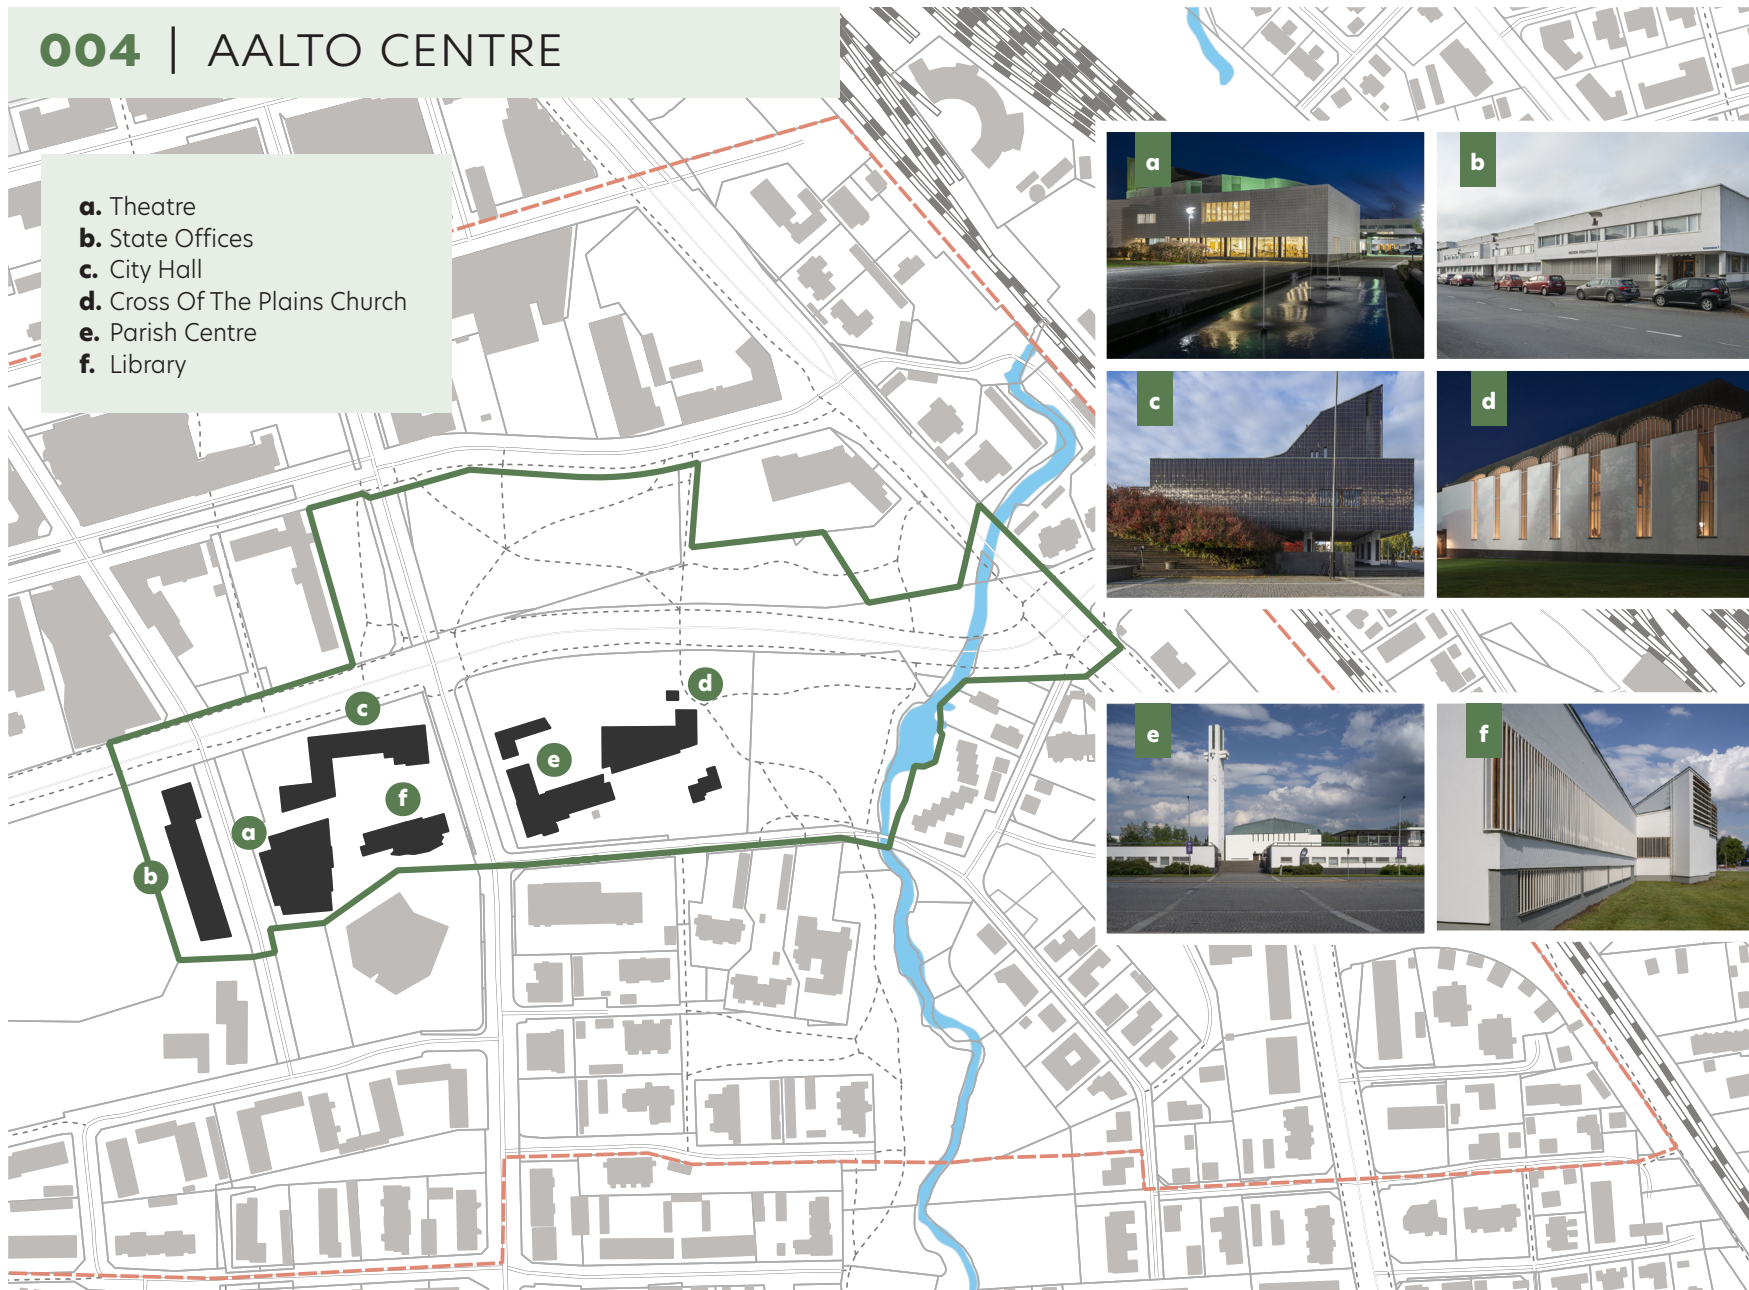 004 | AALTO CENTRE
a. Theatre
b. State Offices
c. City Hall
d. Cross Of The Plains Church
e. Parish Centre
f. Library
a
b
c
d
d
c
e
f
a
b
e
f